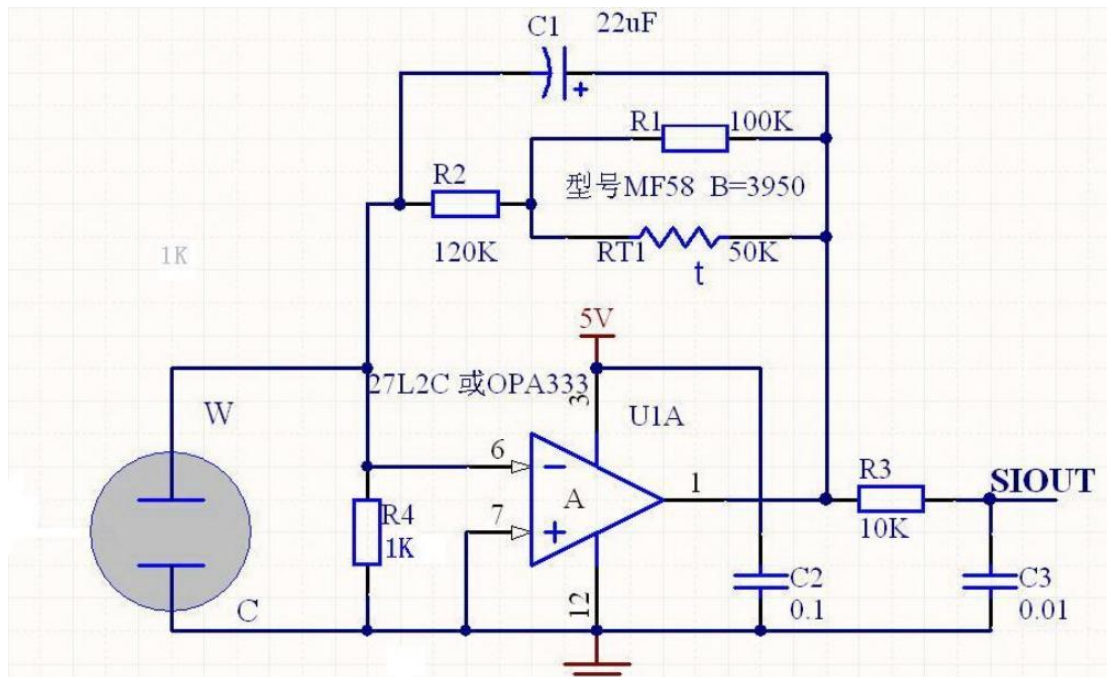 C1 22uF
R1 100K
R2
型号MF58 B=3950
120K
RT1 50K
t
1K
5V
27L2C 或OPA333
3
U1A
W
6
A
1
R3
SIOUT
7
R4
1K
10K
C
12
C2
0.1
C3
0.01